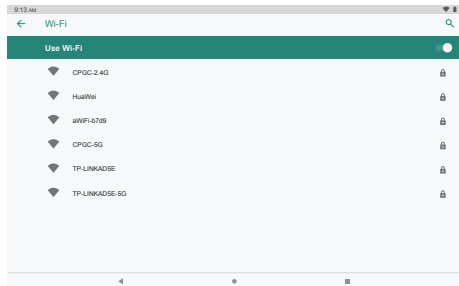 9:13 AM
Wi-Fi
Use Wi-Fi
CPGC-2.4G
HuaWei
aWiFi-b7d9
CPGC-5G
TP-LINKAD5E
TP-LINKAD5E-5G